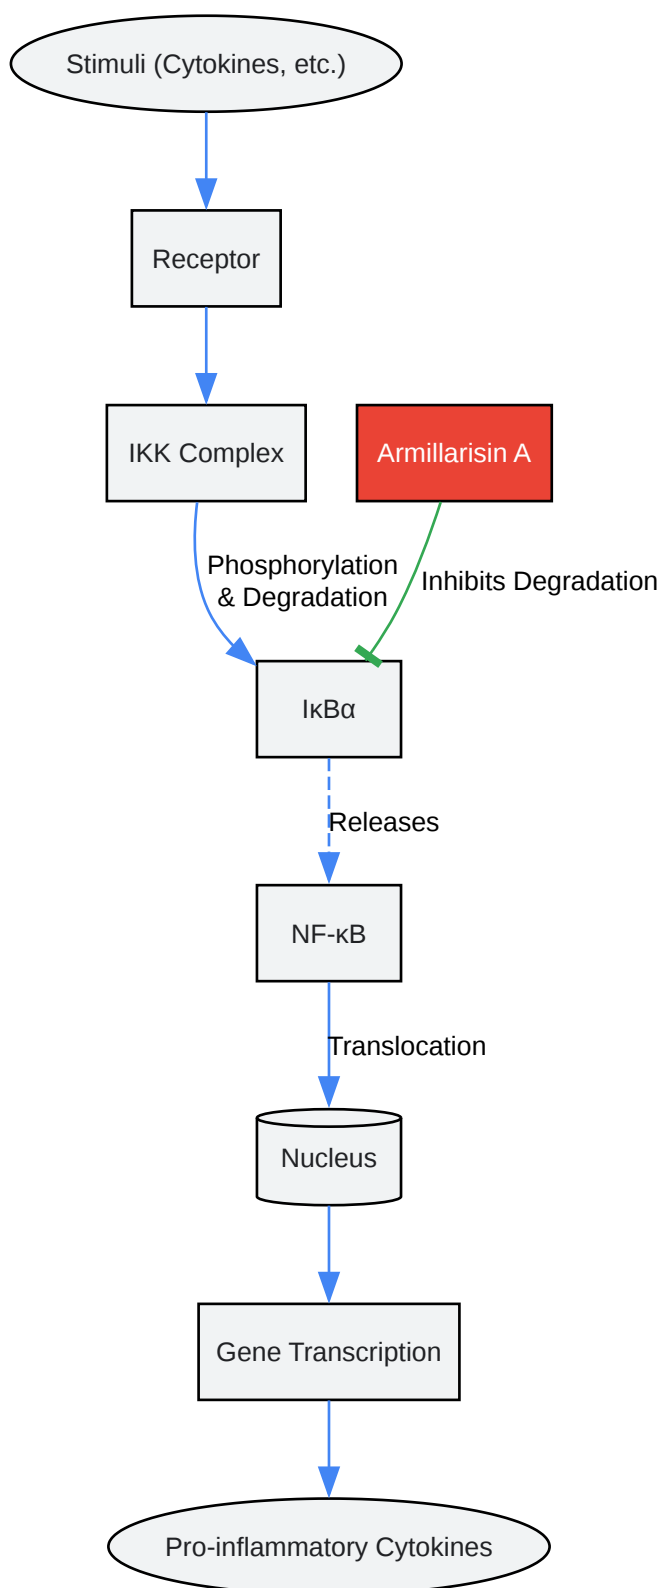 Stimuli (Cytokines, etc.)
Receptor
IKK Complex
Armillarisin A
Phosphorylation
& Degradation
Inhibits Degradation
IκBα
Releases
NF-κB
Translocation
Nucleus
Gene Transcription
Pro-inflammatory Cytokines